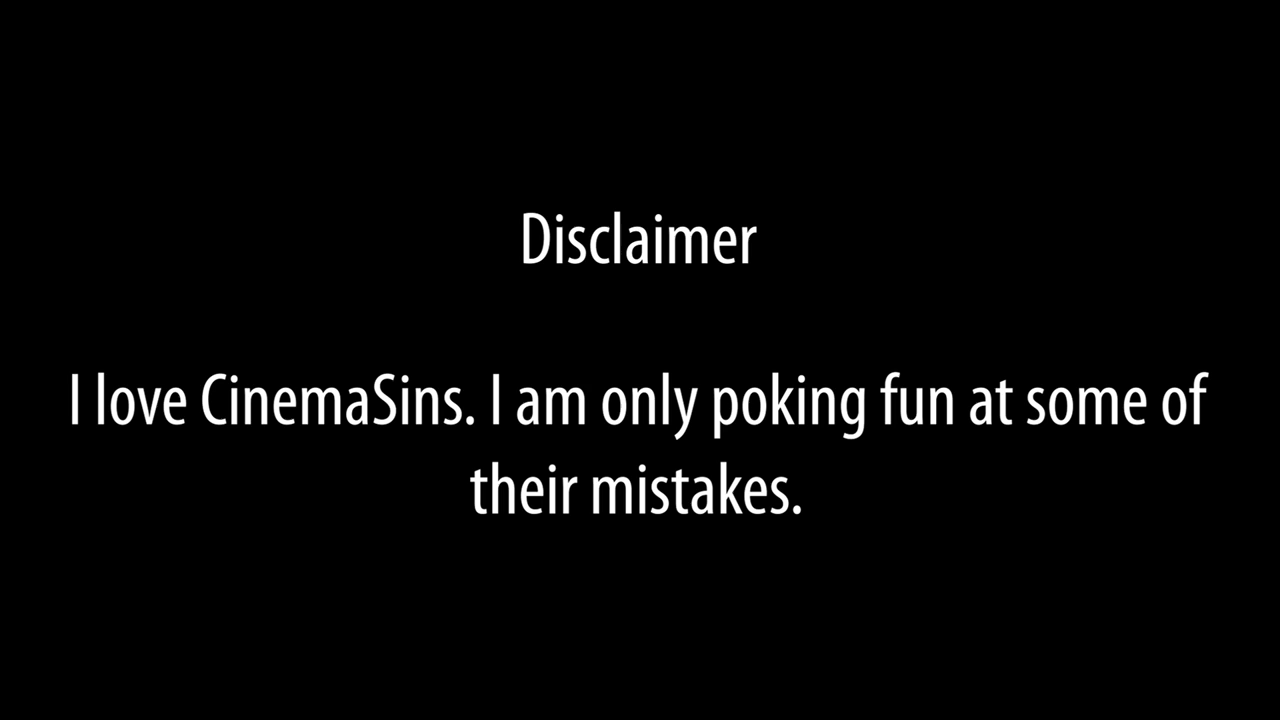 Disclaimer
I love CinemaSins. I am only poking fun at some of
their mistakes.